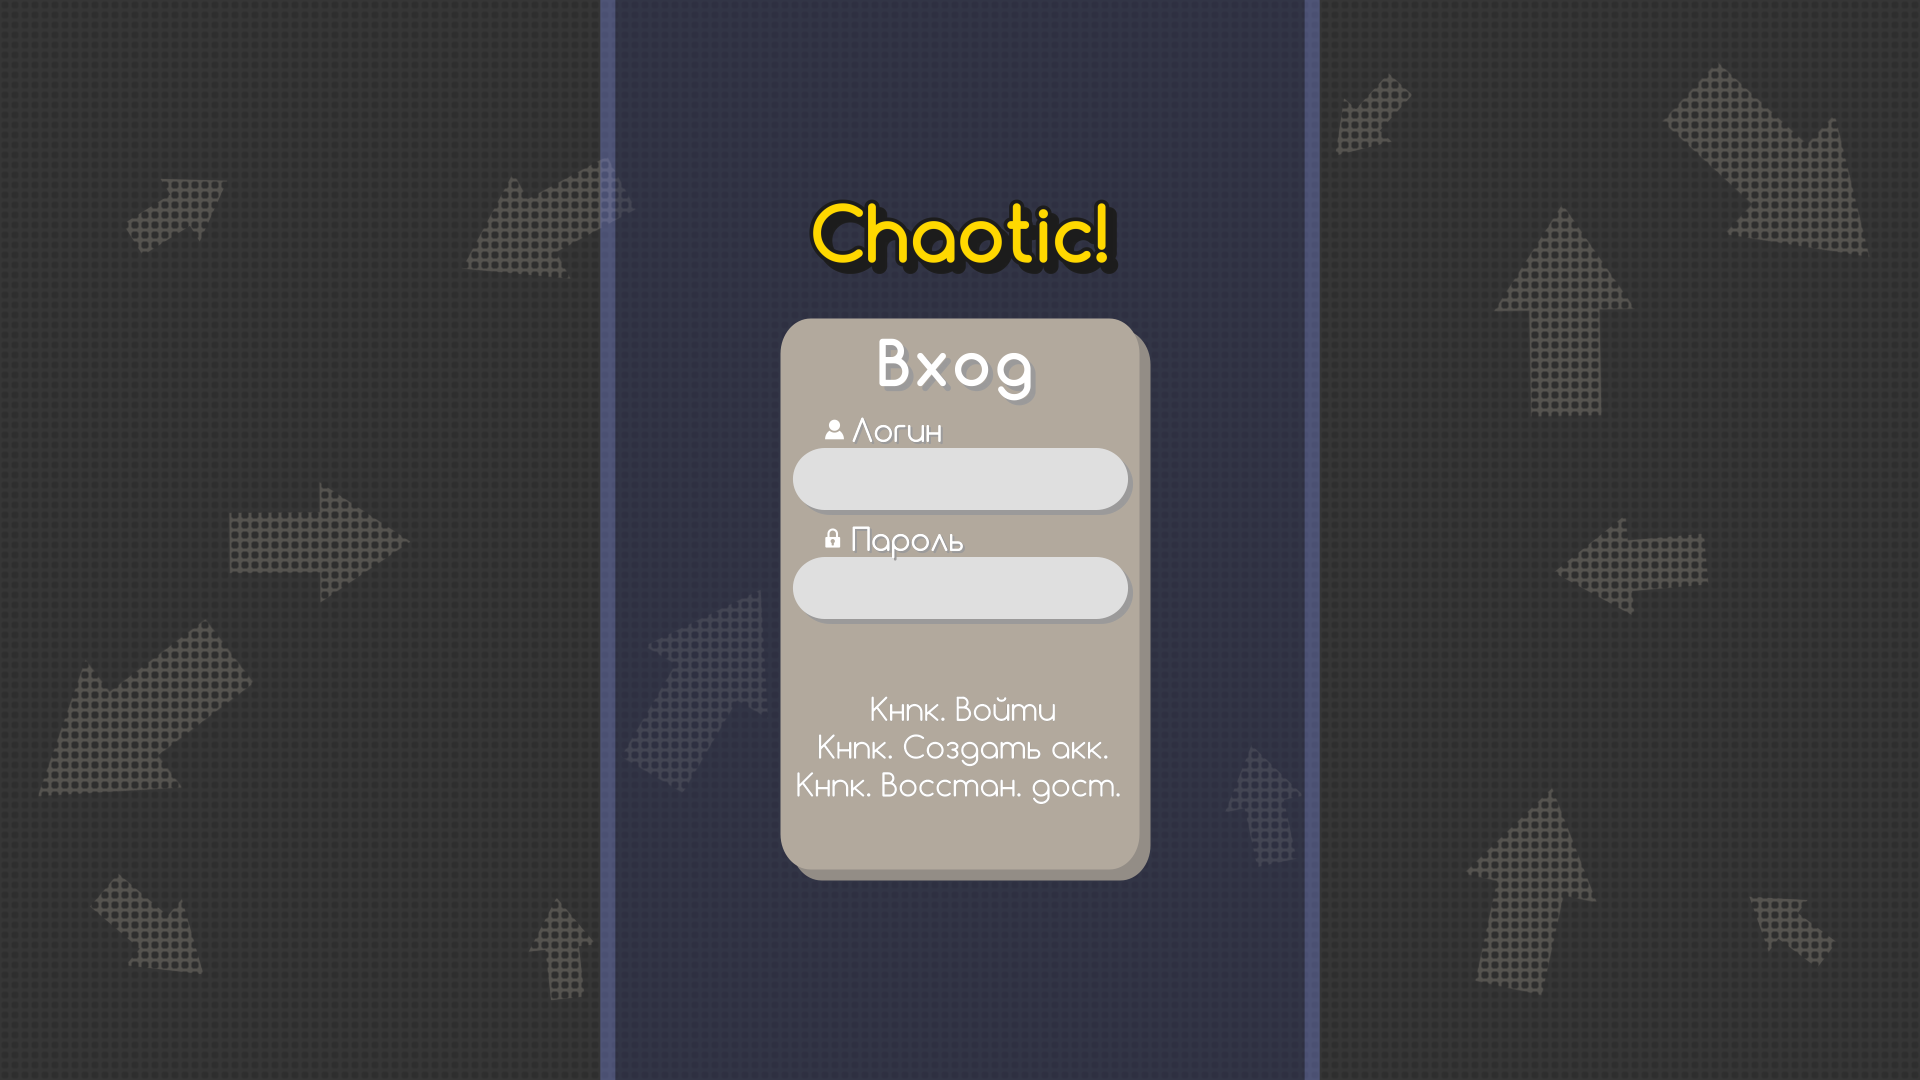 Chaotic!
Вход
Логин
Пароль
Кнпк. Войти
Кнпк. Создать акк.
Кнпк. Восстан. дост.